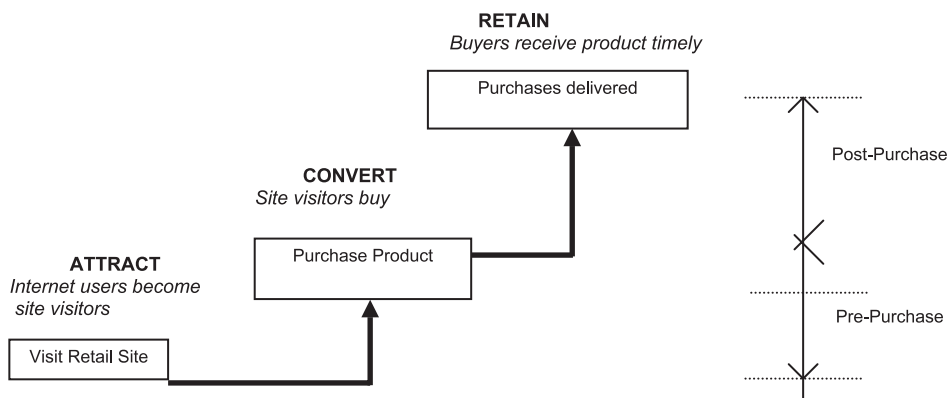 RETAIN
Buyers receive product timely
Purchases delivered
Post-Purchase
CONVERT
Site visitors buy
Purchase Product
ATTRACT
Internet users become
site visitors
Pre-Purchase
Visit Retail Site